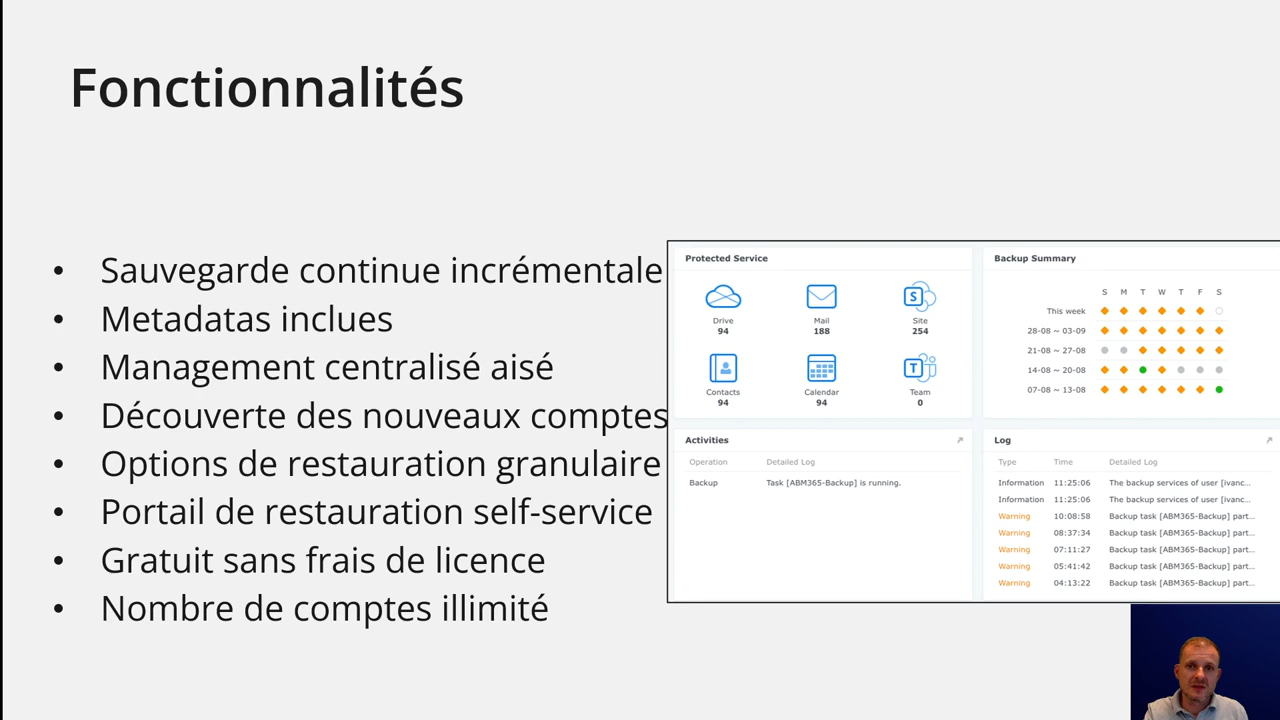 Fonctionnalités
• Sauvegarde continue incrémentale
• Metadatas inclues
• Management centralisé aisé
• Découverte des nouveaux comptes
• Options de restauration granulaire
• Portail de restauration self-service
• Gratuit sans frais de licence
• Nombre de comptes illimité
Protected Service
Drive
94
Mail
188
S
Site
254
Contacts
94
Calendar
94
T
Team
0
Backup Summary
S M T W T F S
This week
28-08 ~ 03-09
21-08 ~ 27-08
14-08 ~ 20-08
07-08 ~ 13-08
Activities
Operation Detailed Log
Backup Task [ABM365-Backup] is running.
Log
Type Time Detailed Log
Information 11:25:06 The backup services of user [ivanc...
Information 11:25:06 The backup services of user [ivanc...
Warning 10:08:58 Backup task [ABM365-Backup] part...
Warning 08:37:34 Backup task [ABM365-Backup] part...
Warning 07:11:27 Backup task [ABM365-Backup] part...
Warning 05:41:42 Backup task [ABM365-Backup] part...
Warning 04:13:22 Backup task [ABM365-Backup] part...